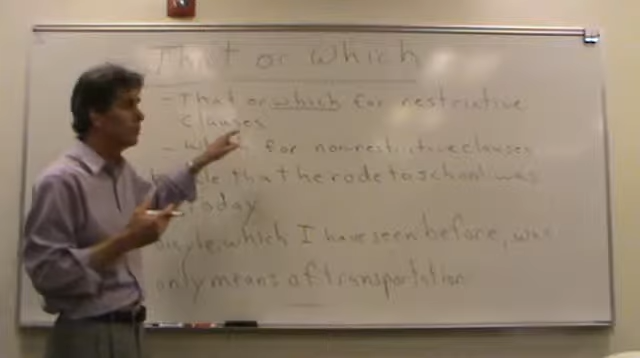 That or Which
- That or which for restrictive
clauses
- for nonrestrictive clauses
that he rode to school was
today
which I have seen before, was
only means of transportation